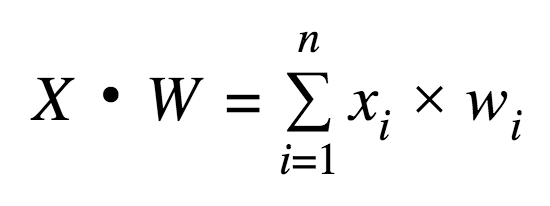 X • W = ∑_{i=1}^{n} x_i × w_i